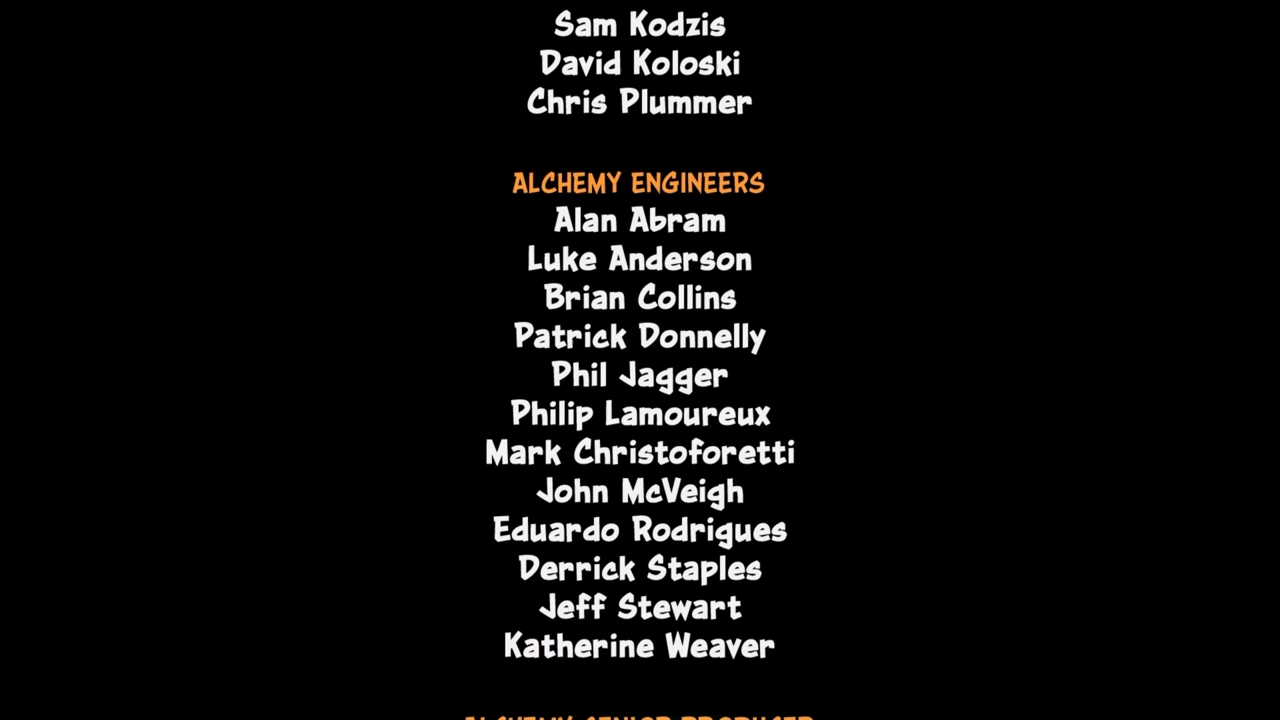 Sam Kodzis
David Koloski
Chris Plummer
ALCHEMY ENGINEERS
Alan Abram
Luke Anderson
Brian Collins
Patrick Donnelly
Phil Jagger
Philip Lamoureux
Mark Christoforetti
John McVeigh
Eduardo Rodrigues
Derrick Staples
Jeff Stewart
Katherine Weaver
ALCHEMY SENIOR PRODUCER